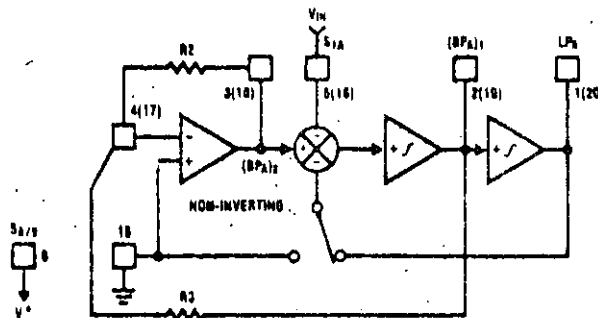 VIN
S1A
(BPA)1
LPA
R2
3(18)
5(16)
2(19)
1(20
4(17)
-
+
(BPA)2
+
-
-
+ ∫
+ ∫
NON-INVERTING
SA/B
6
15
V+
R3